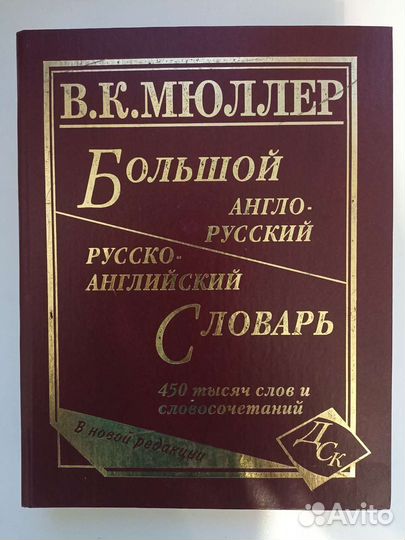 В.К.МЮЛЛЕР
БОЛЬШОЙ
АНГЛО-
РУССКИЙ
РУССКО-
АНГЛИЙСКИЙ
СЛОВАРЬ
450 тысяч слов и
словосочетаний
В новой редакции
ДСК
Avito